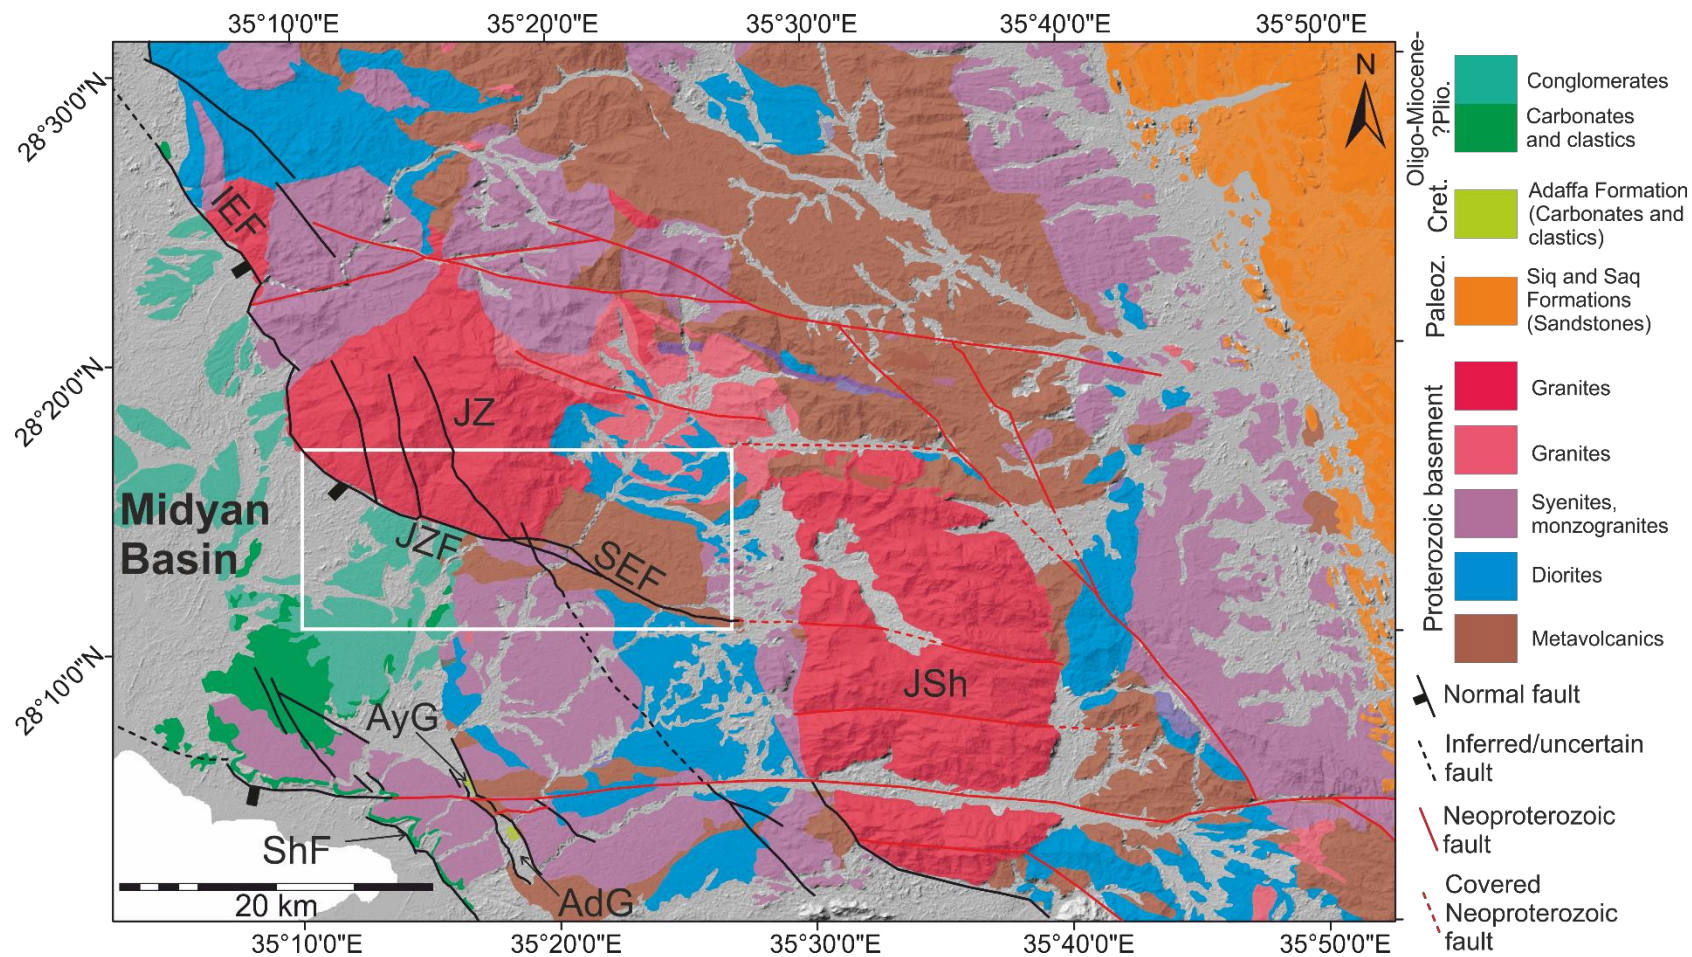 35°10'0"E
35°20'0"E
35°30'0"E
35°40'0"E
35°50'0"E
28°30'0"N
28°20'0"N
28°10'0"N
N
IEF
JZ
Midyan
Basin
JZF
SEF
JSh
AyG
ShF
AdG
20 km
35°10'0"E
35°20'0"E
35°30'0"E
35°40'0"E
35°50'0"E
Oligo-Miocene-
?Plio.
Conglomerates
Carbonates
and clastics
Cret.
Adaffa Formation
(Carbonates and
clastics)
Paleoz.
Siq and Saq
Formations
(Sandstones)
Proterozoic basement
Granites
Granites
Syenites,
monzogranites
Diorites
Metavolcanics
Normal fault
Inferred/uncertain
fault
Neoproterozoic
fault
Covered
Neoproterozoic
fault